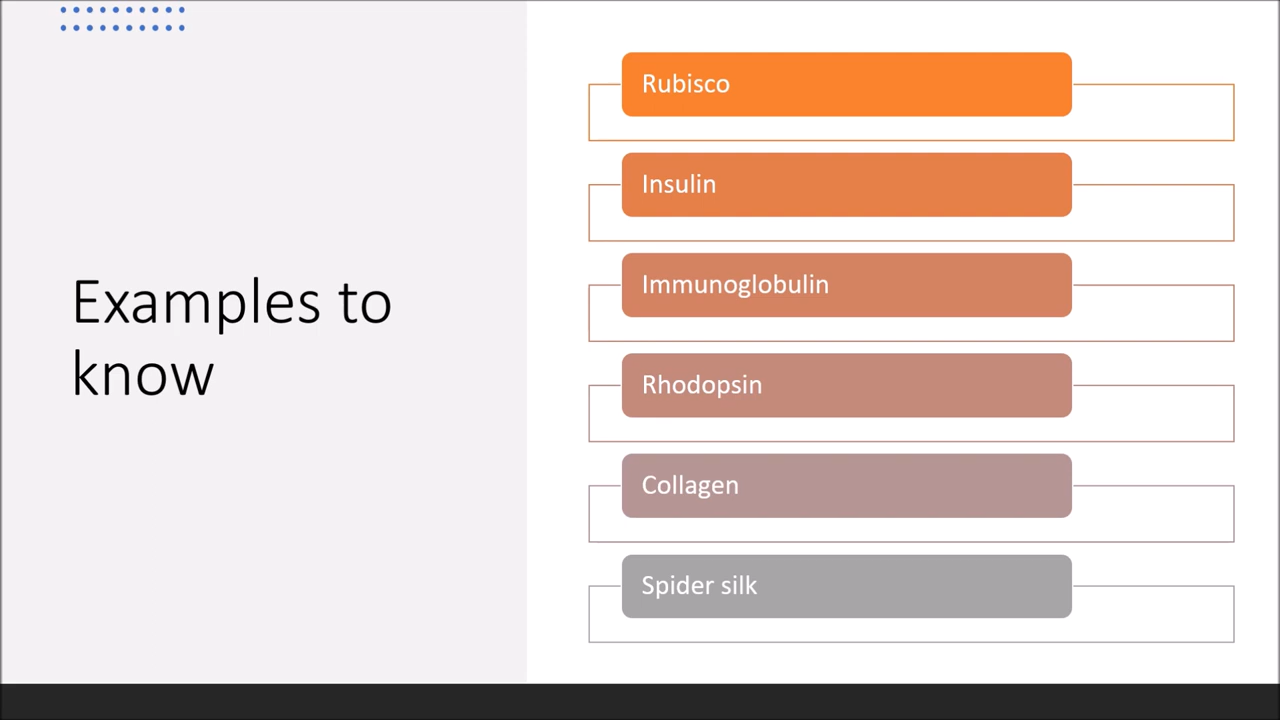 Examples to
know
Rubisco
Insulin
Immunoglobulin
Rhodopsin
Collagen
Spider silk